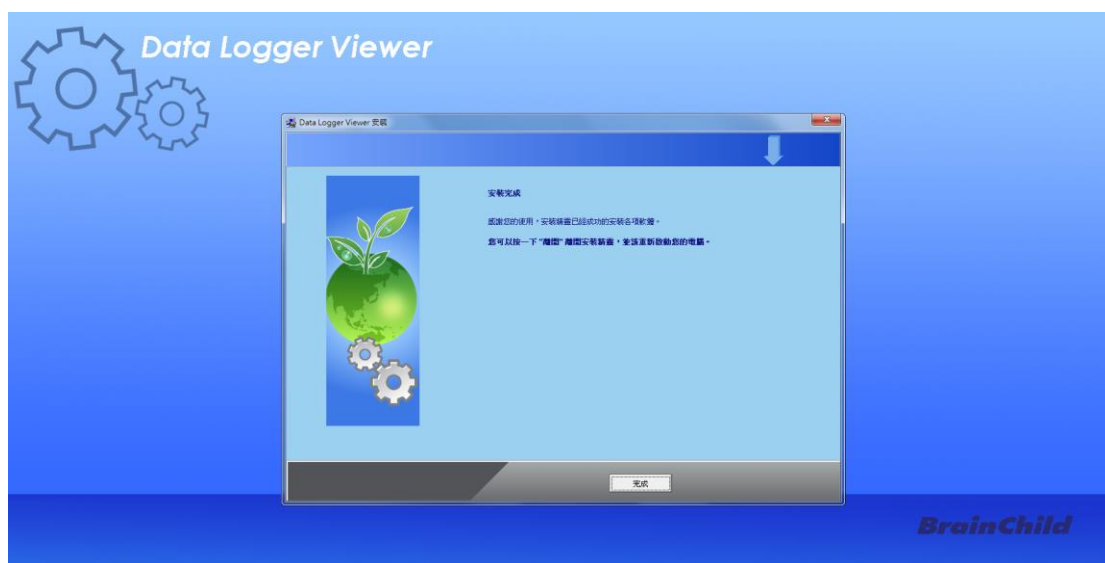 Data Logger Viewer
Data Logger Viewer 安裝
安裝完成
感謝您的使用,安裝精靈已經成功的安裝各項軟體。
您可以按一下"離開"離開安裝精靈,並該重新啟動您的電腦。
完成
BrainChild